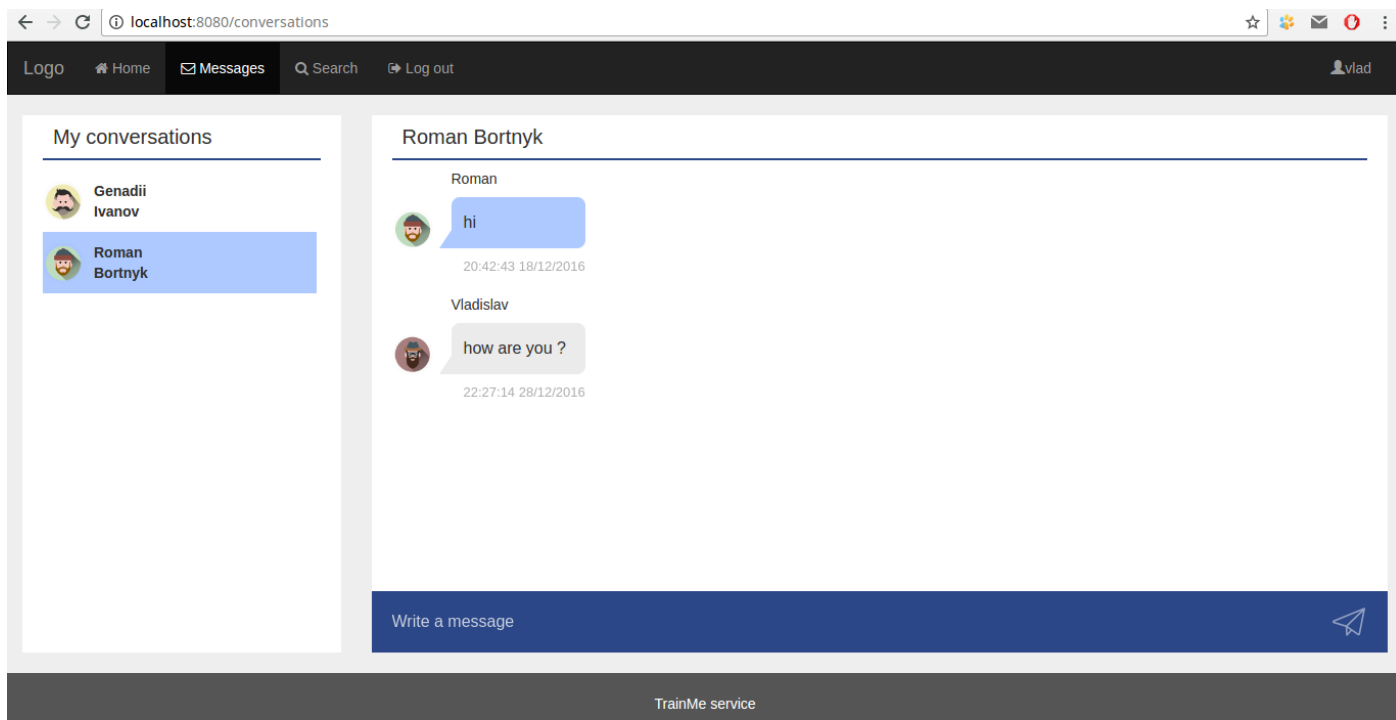 localhost:8080/conversations
Logo Home Messages Search Log out vlad
My conversations
Genadii
Ivanov
Roman
Bortnyk
Roman Bortnyk
Roman
hi
20:42:43 18/12/2016
Vladislav
how are you ?
22:27:14 28/12/2016
Write a message
TrainMe service